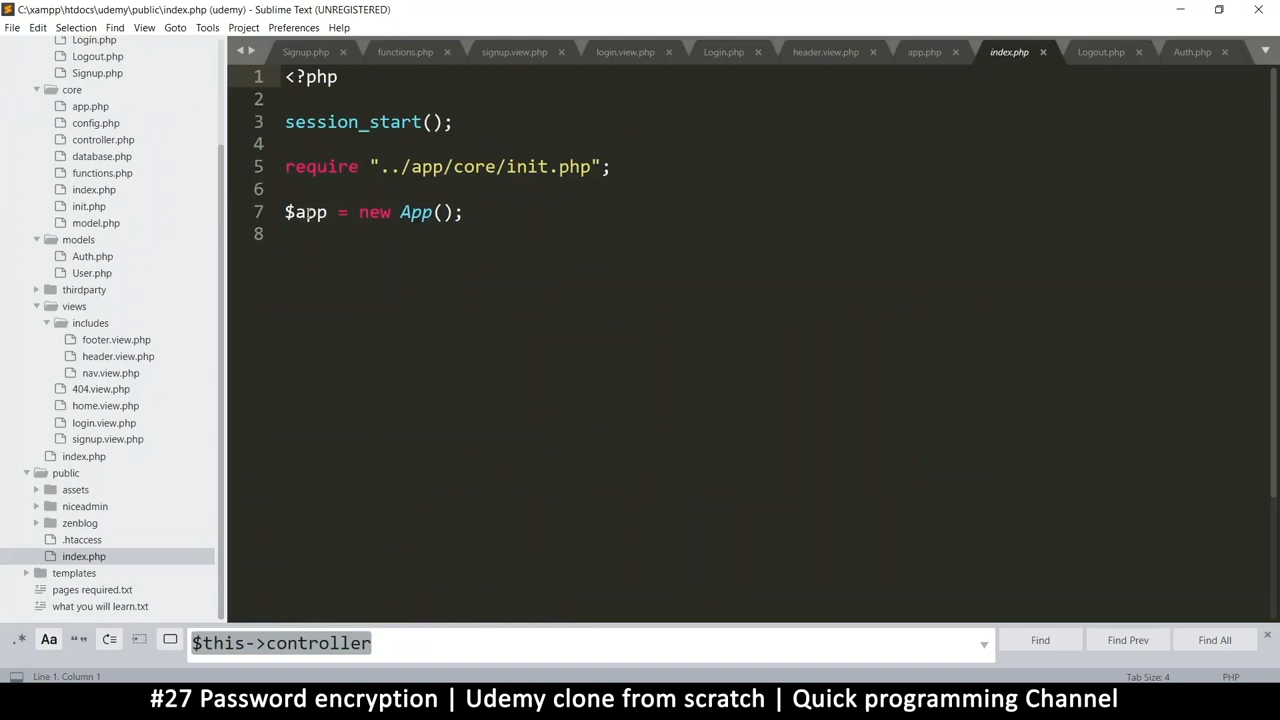 C:\xampp\htdocs\udemy\public\index.php (udemy) - Sublime Text (UNREGISTERED)
File Edit Selection Find View Goto Tools Project Preferences Help
Login.php
Logout.php
Signup.php
core
app.php
config.php
controller.php
database.php
functions.php
index.php
init.php
model.php
models
Auth.php
User.php
thirdparty
views
includes
footer.view.php
header.view.php
nav.view.php
404.view.php
home.view.php
login.view.php
signup.view.php
index.php
public
assets
niceadmin
zenblog
.htaccess
index.php
templates
pages required.txt
what you will learn.txt
Signup.php functions.php signup.view.php login.view.php Login.php header.view.php app.php index.php Logout.php Auth.php
1 <?php
2
3 session_start();
4
5 require "../app/core/init.php";
6
7 $app = new App();
8
.* Aa “” $this->controller Find Find Prev Find All
Line 1, Column 1 Tab Size: 4 PHP
#27 Password encryption | Udemy clone from scratch | Quick programming Channel